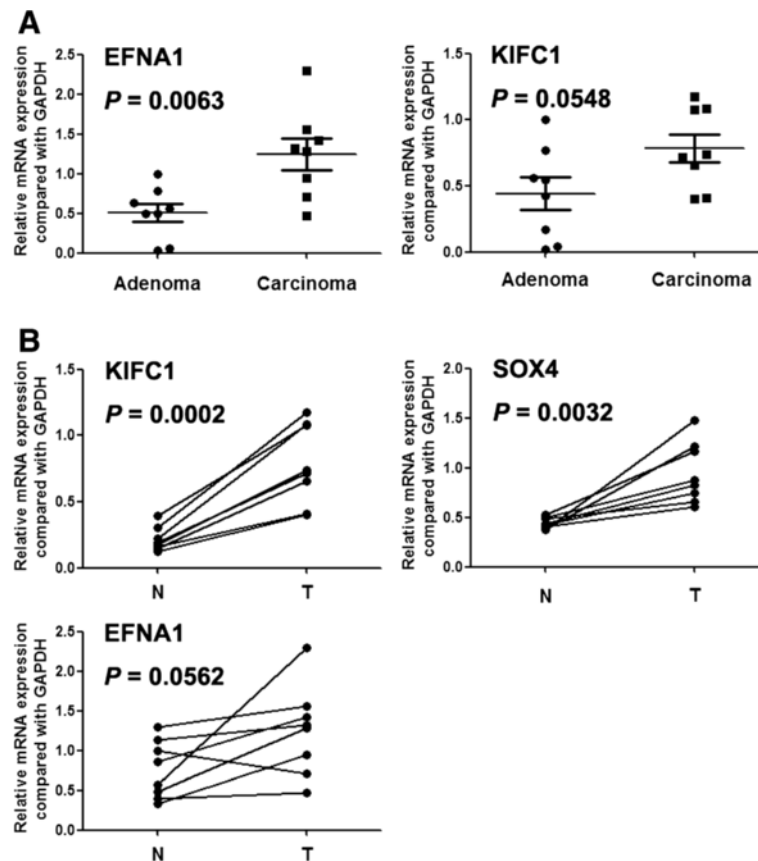 A
EFNA1
P = 0.0063
Relative mRNA expression
compared with GAPDH
2.5
2.0
1.5
1.0
0.5
0.0
Adenoma
Carcinoma
KIFC1
P = 0.0548
Relative mRNA expression
compared with GAPDH
1.5
1.0
0.5
0.0
Adenoma
Carcinoma
B
KIFC1
P = 0.0002
Relative mRNA expression
compared with GAPDH
1.5
1.0
0.5
0.0
N
T
SOX4
P = 0.0032
Relative mRNA expression
compared with GAPDH
2.0
1.5
1.0
0.5
0.0
N
T
EFNA1
P = 0.0562
Relative mRNA expression
compared with GAPDH
2.5
2.0
1.5
1.0
0.5
0.0
N
T